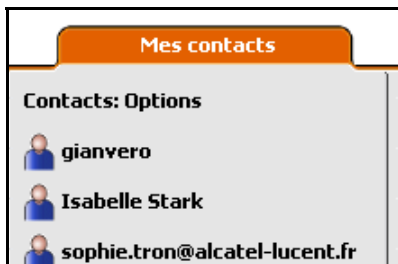 Mes contacts
Contacts: Options
gianvero
Isabelle Stark
sophie.tron@alcatel-lucent.fr